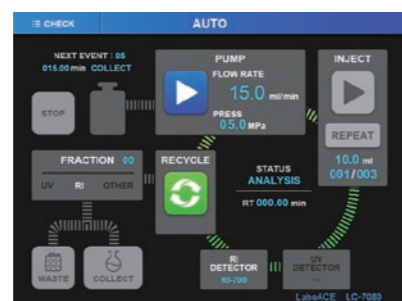 CHECK
AUTO
NEXT EVENT : 05
015.00 min COLLECT
STOP
PUMP
FLOW RATE
15.0 ml/min
PRESS
05.0 MPa
INJECT
REPEAT
10.0 ml
001/003
FRACTION 00
UV RI OTHER
RECYCLE
STATUS
ANALYSIS
RT 000.00 min
WASTE
COLLECT
RI
DETECTOR
RI-700
UV
DETECTOR
--
LaboACE LC-7080